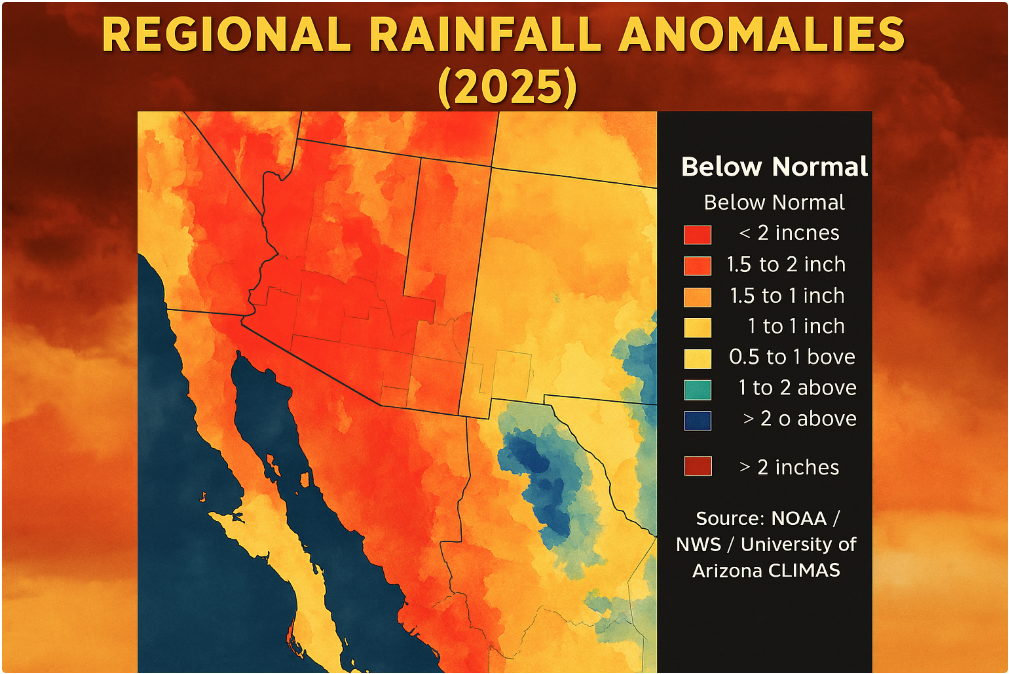 REGIONAL RAINFALL ANOMALIES
(2025)
Below Normal
Below Normal
< 2 incnes
1.5 to 2 inch
1.5 to 1 inch
1 to 1 inch
0.5 to 1 bove
1 to 2 above
> 2 o above
> 2 inches
Source: NOAA /
NWS / University of
Arizona CLIMAS